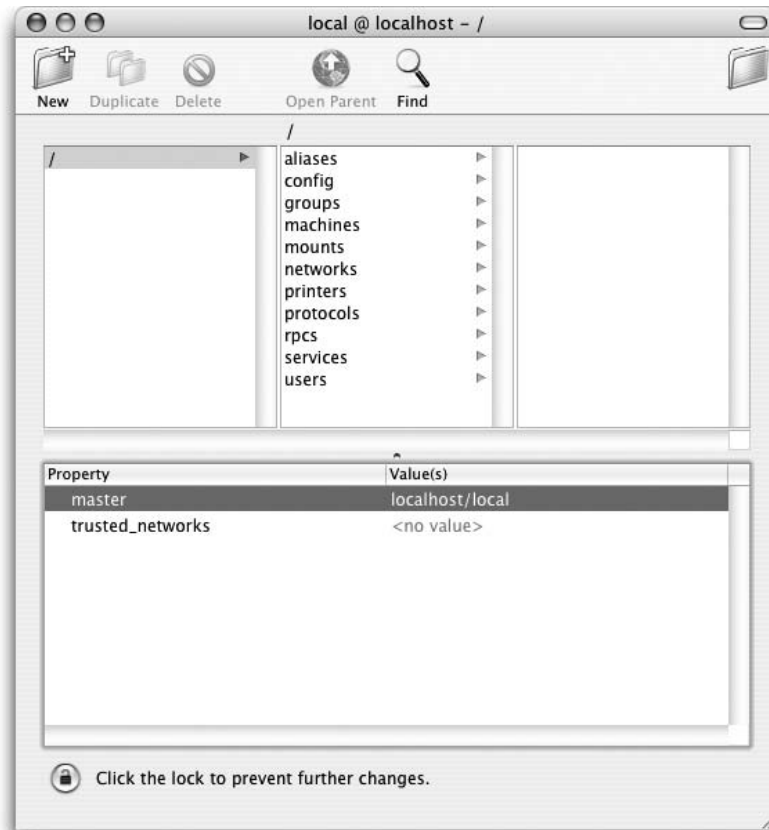 local @ localhost – /
New Duplicate Delete Open Parent Find
/
/
aliases
config
groups
machines
mounts
networks
printers
protocols
rpcs
services
users
Property Value(s)
master localhost/local
trusted_networks <no value>
Click the lock to prevent further changes.